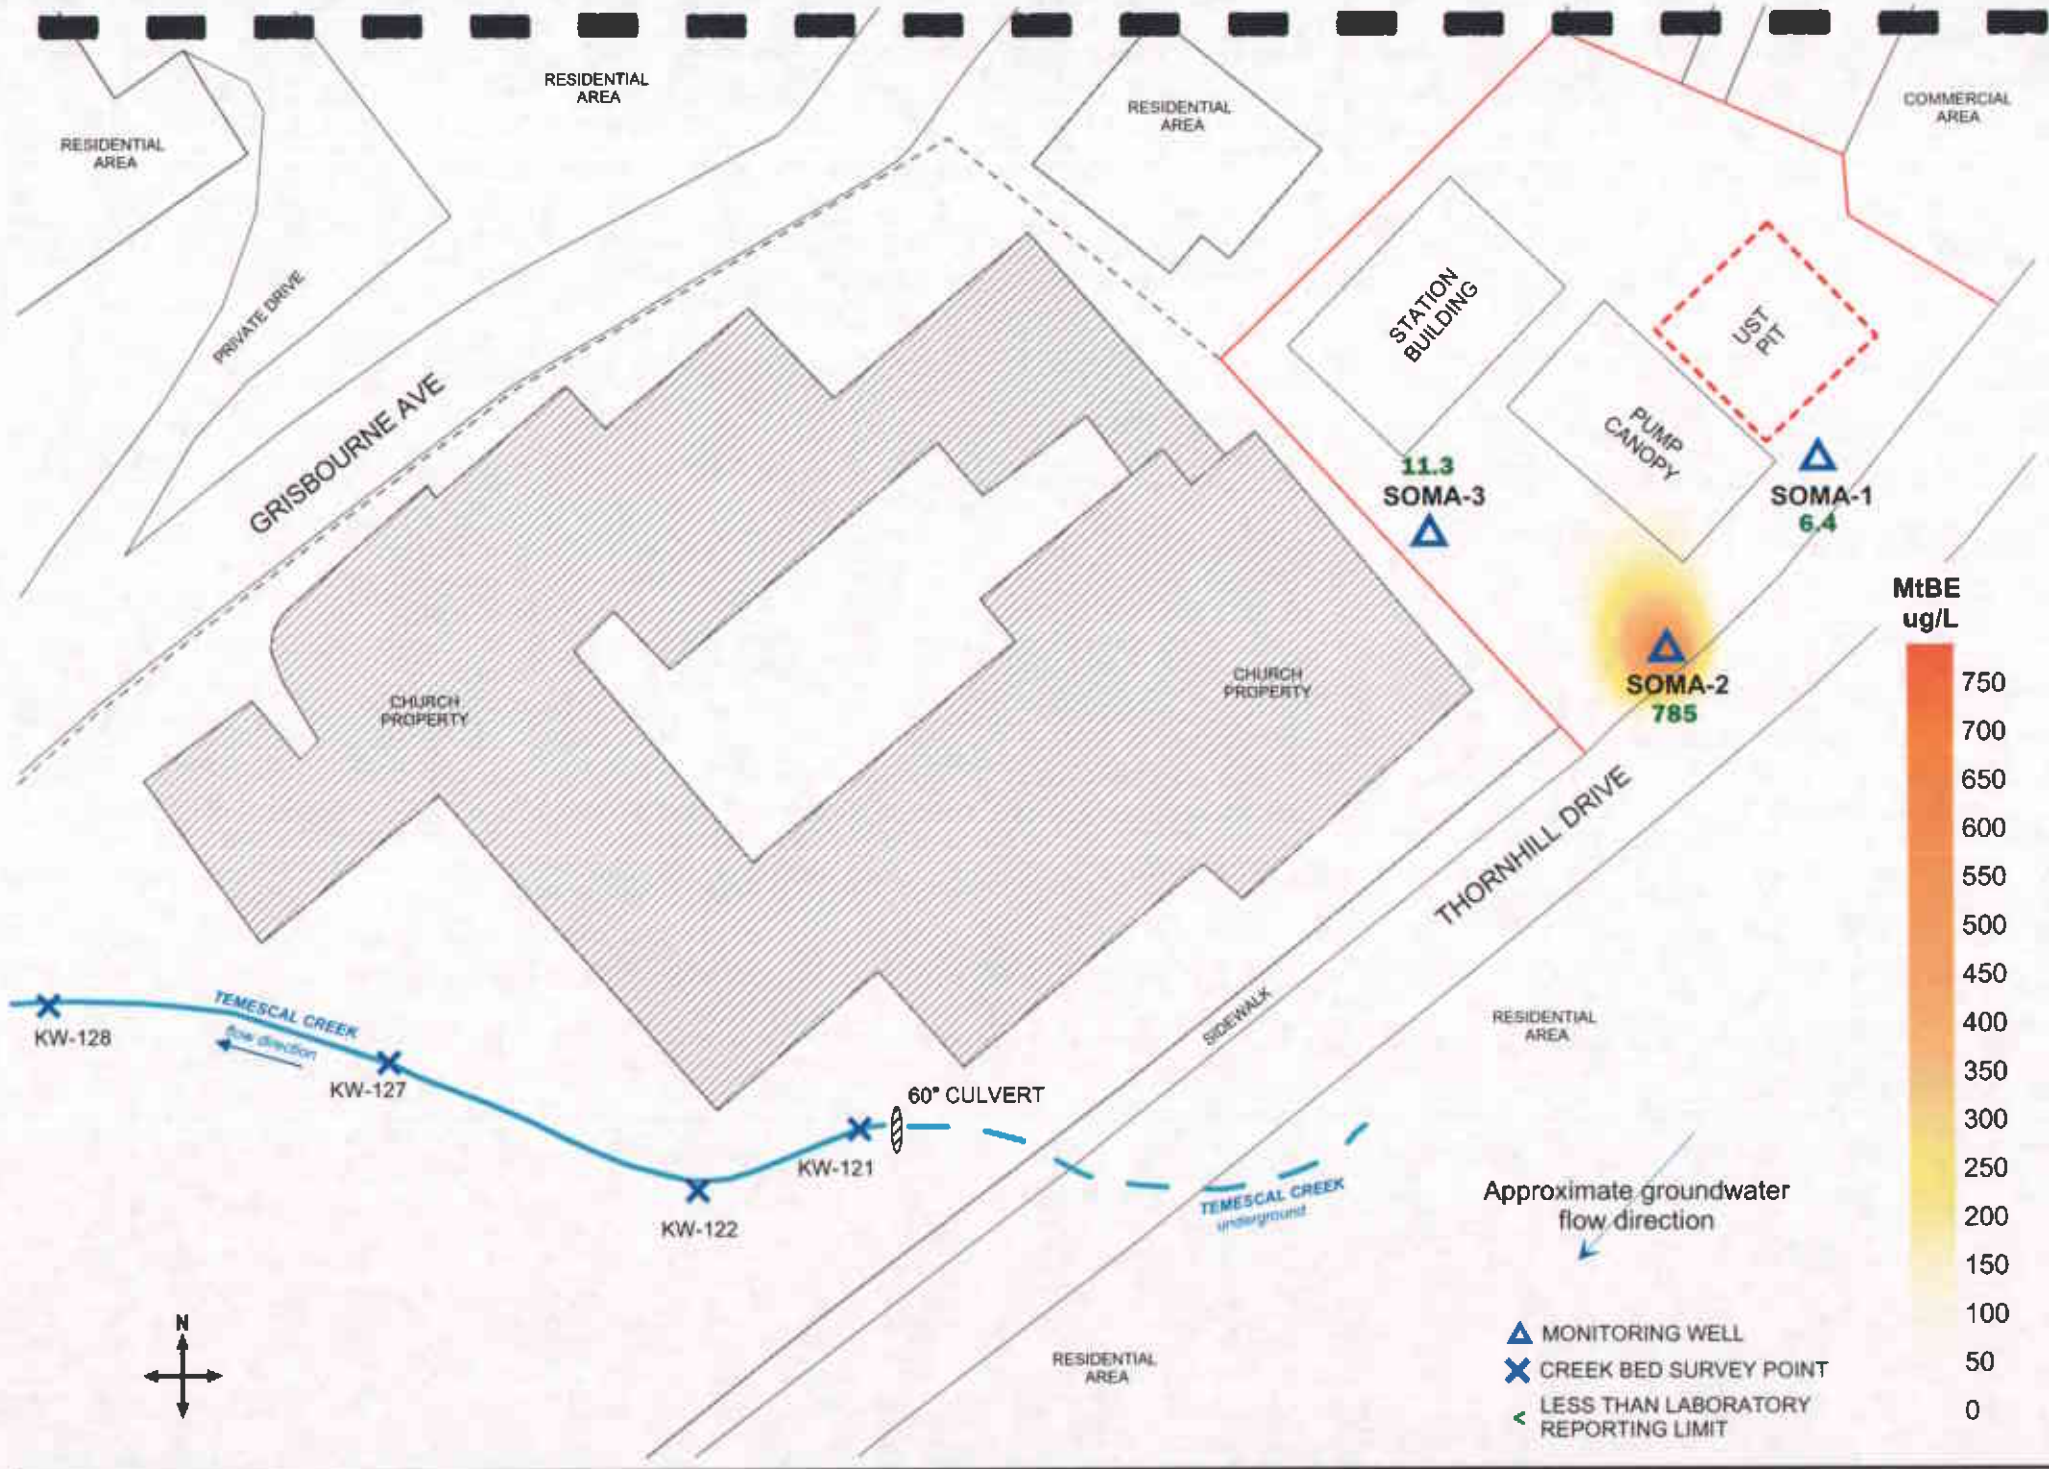 RESIDENTIAL
AREA
RESIDENTIAL
AREA
RESIDENTIAL
AREA
COMMERCIAL
AREA
PRIVATE DRIVE
GRISBOURNE AVE
STATION
BUILDING
UST
PIT
PUMP
CANOPY
11.3
SOMA-3
SOMA-1
6.4
SOMA-2
785
MtBE
ug/L
750
700
650
600
550
500
450
400
350
300
250
200
150
100
50
0
CHURCH
PROPERTY
CHURCH
PROPERTY
THORNHILL DRIVE
SIDEWALK
RESIDENTIAL
AREA
TEMESCAL CREEK
flow direction
KW-128
KW-127
KW-122
KW-121
60" CULVERT
TEMESCAL CREEK
underground
Approximate groundwater
flow direction
N
RESIDENTIAL
AREA
MONITORING WELL
CREEK BED SURVEY POINT
< LESS THAN LABORATORY
REPORTING LIMIT